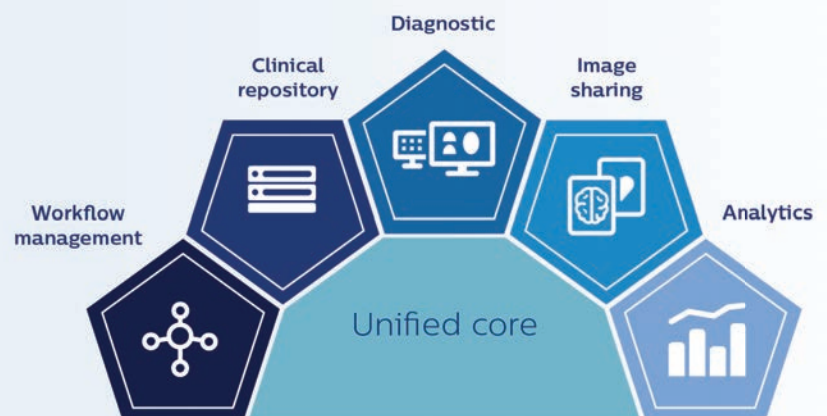 Diagnostic
Clinical
repository
Image
sharing
Workflow
management
Analytics
Unified core